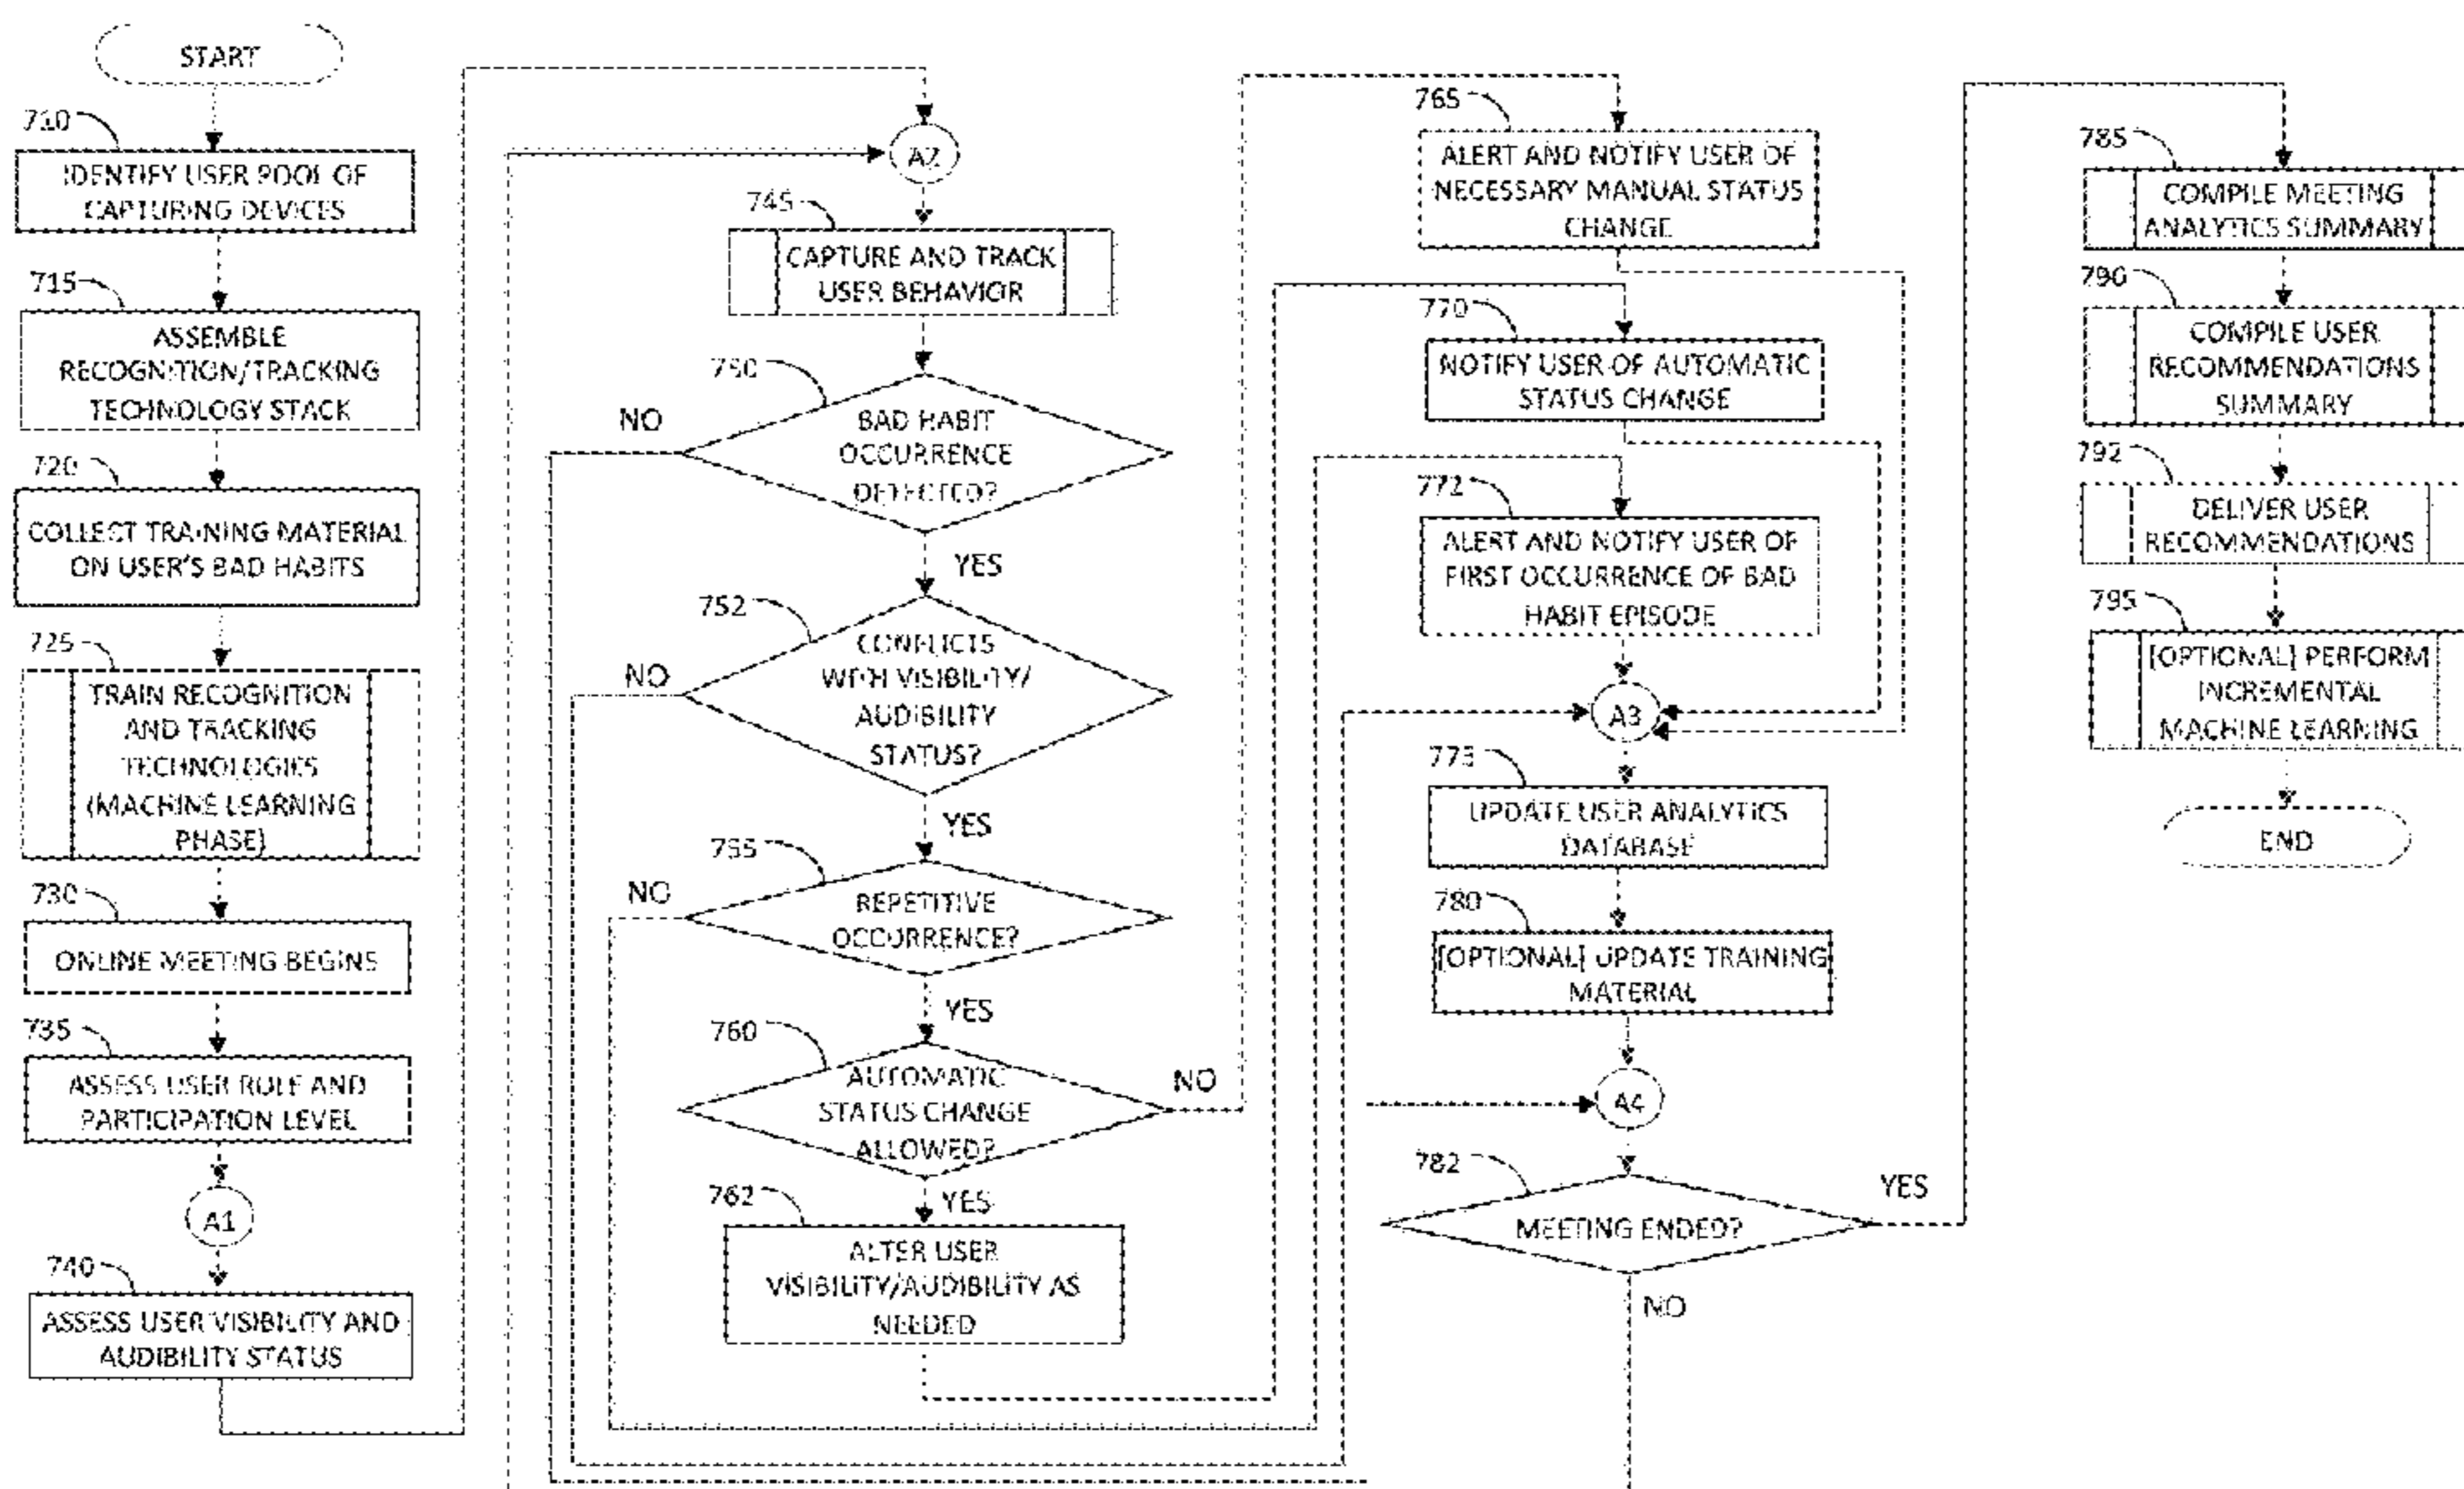 START
710
IDENTIFY USER POOL OF
CAPTURING DEVICES
715
ASSEMBLE
RECOGNITION/TRACKING
TECHNOLOGY STACK
720
COLLECT TRAINING MATERIAL
ON USER'S BAD HABITS
725
TRAIN RECOGNITION
AND TRACKING
TECHNOLOGIES
(MACHINE LEARNING
PHASE)
730
ONLINE MEETING BEGINS
735
ASSESS USER ROLE AND
PARTICIPATION LEVEL
A1
740
ASSESS USER VISIBILITY AND
AUDIBILITY STATUS
A2
745
CAPTURE AND TRACK
USER BEHAVIOR
750
NO
BAD HABIT
OCCURRENCE
DETECTED?
YES
752
NO
CONFLICTS
WITH VISIBILITY/
AUDIBILITY
STATUS?
YES
755
NO
REPETITIVE
OCCURRENCE?
YES
760
AUTOMATIC
STATUS CHANGE
ALLOWED?
NO
YES
762
ALTER USER
VISIBILITY/AUDIBILITY AS
NEEDED
765
ALERT AND NOTIFY USER OF
NECESSARY MANUAL STATUS
CHANGE
770
NOTIFY USER OF AUTOMATIC
STATUS CHANGE
772
ALERT AND NOTIFY USER OF
FIRST OCCURRENCE OF BAD
HABIT EPISODE
A3
775
UPDATE USER ANALYTICS
DATABASE
780
[OPTIONAL] UPDATE TRAINING
MATERIAL
A4
782
MEETING ENDED?
YES
NO
785
COMPILE MEETING
ANALYTICS SUMMARY
790
COMPILE USER
RECOMMENDATIONS
SUMMARY
792
DELIVER USER
RECOMMENDATIONS
795
[OPTIONAL] PERFORM
INCREMENTAL
MACHINE LEARNING
END